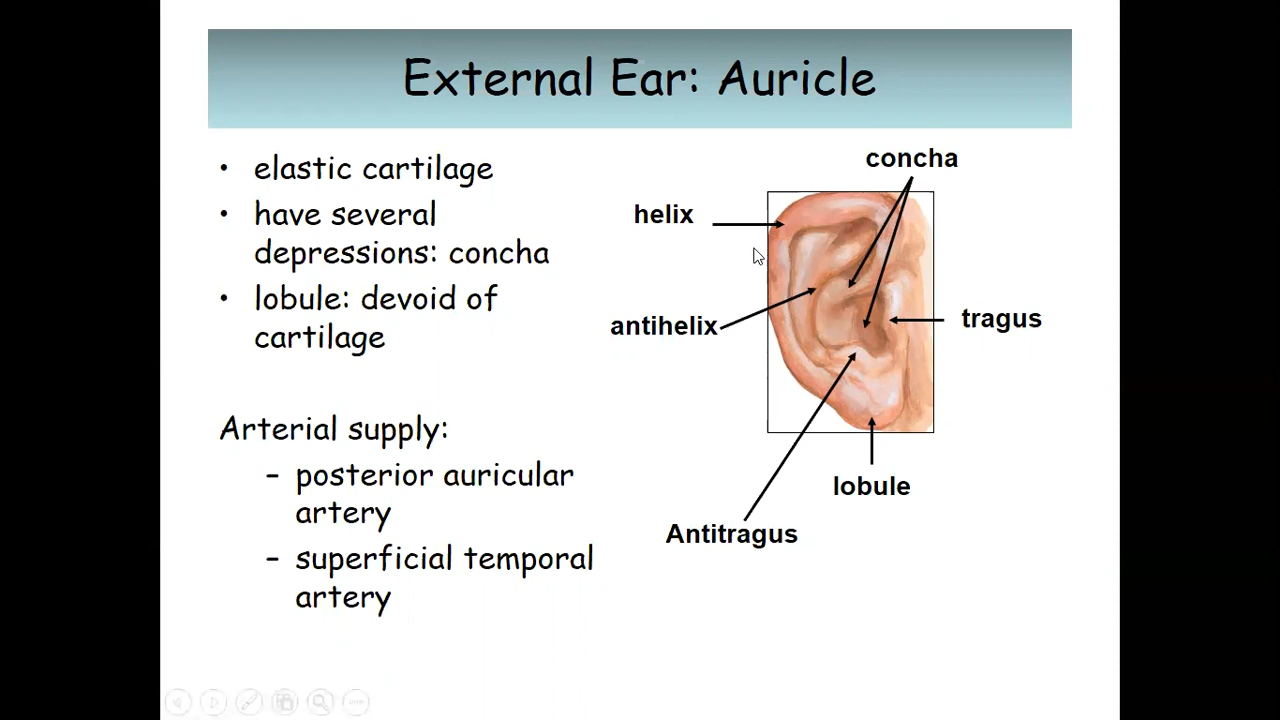 External Ear: Auricle
• elastic cartilage
• have several
depressions: concha
• lobule: devoid of
cartilage
Arterial supply:
– posterior auricular
artery
– superficial temporal
artery
concha
helix
antihelix
tragus
lobule
Antitragus